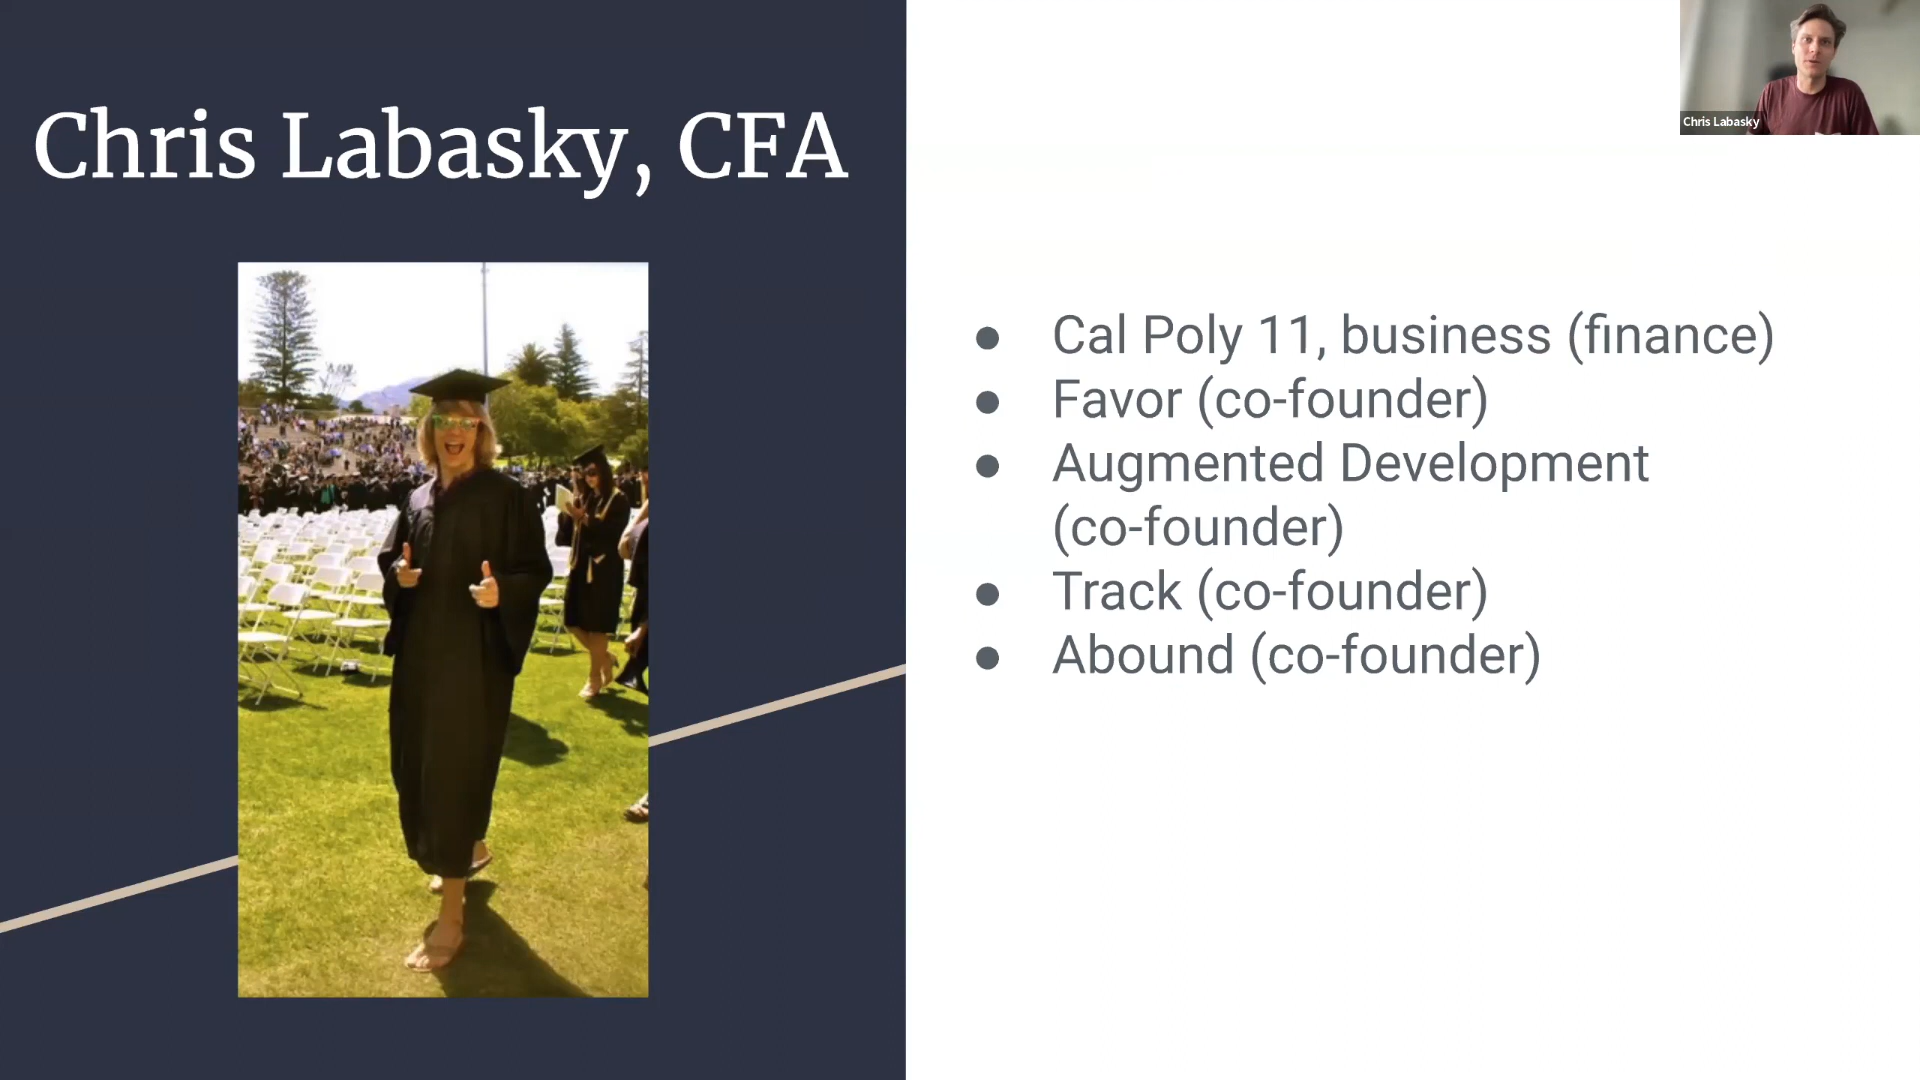 Chris Labasky, CFA
Chris Labasky
● Cal Poly 11, business (finance)
● Favor (co-founder)
● Augmented Development
(co-founder)
● Track (co-founder)
● Abound (co-founder)